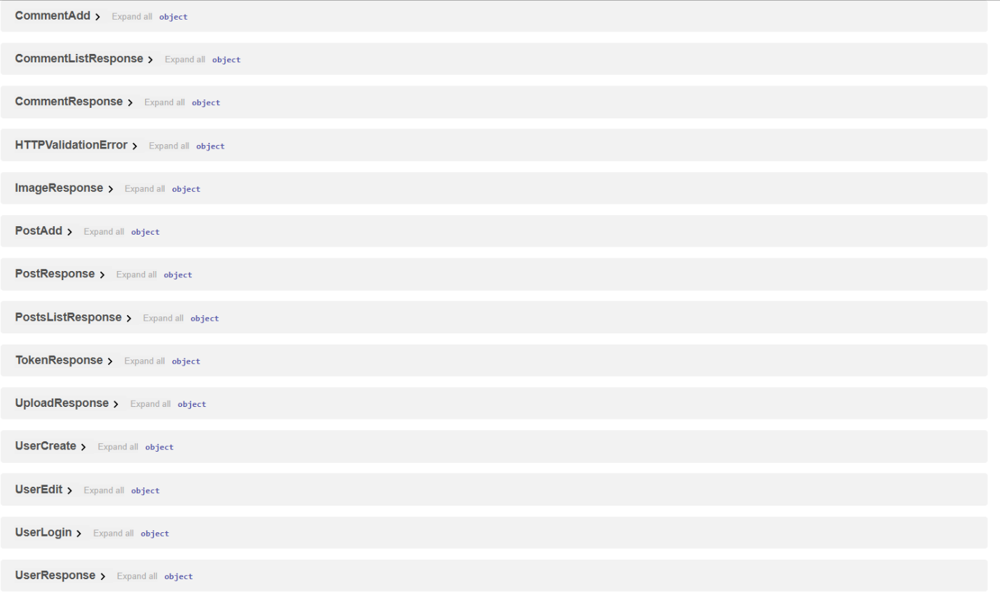 CommentAdd > Expand all object
CommentListResponse > Expand all object
CommentResponse > Expand all object
HTTPValidationError > Expand all object
ImageResponse > Expand all object
PostAdd > Expand all object
PostResponse > Expand all object
PostsListResponse > Expand all object
TokenResponse > Expand all object
UploadResponse > Expand all object
UserCreate > Expand all object
UserEdit > Expand all object
UserLogin > Expand all object
UserResponse > Expand all object